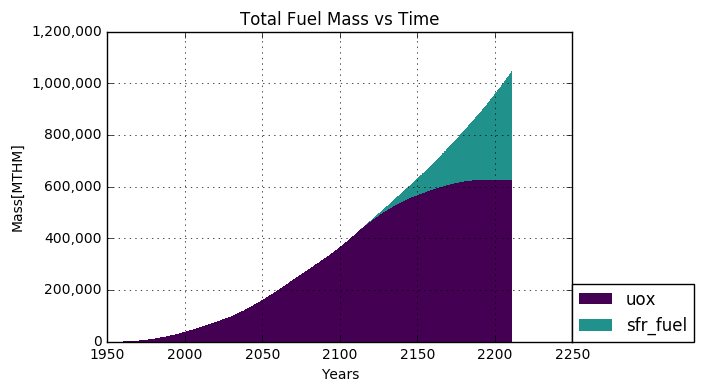 Total Fuel Mass vs Time
1,200,000
1,000,000
800,000
600,000
400,000
200,000
0
Mass[MTHM]
1950 2000 2050 2100 2150 2200 2250
Years
uox
sfr_fuel